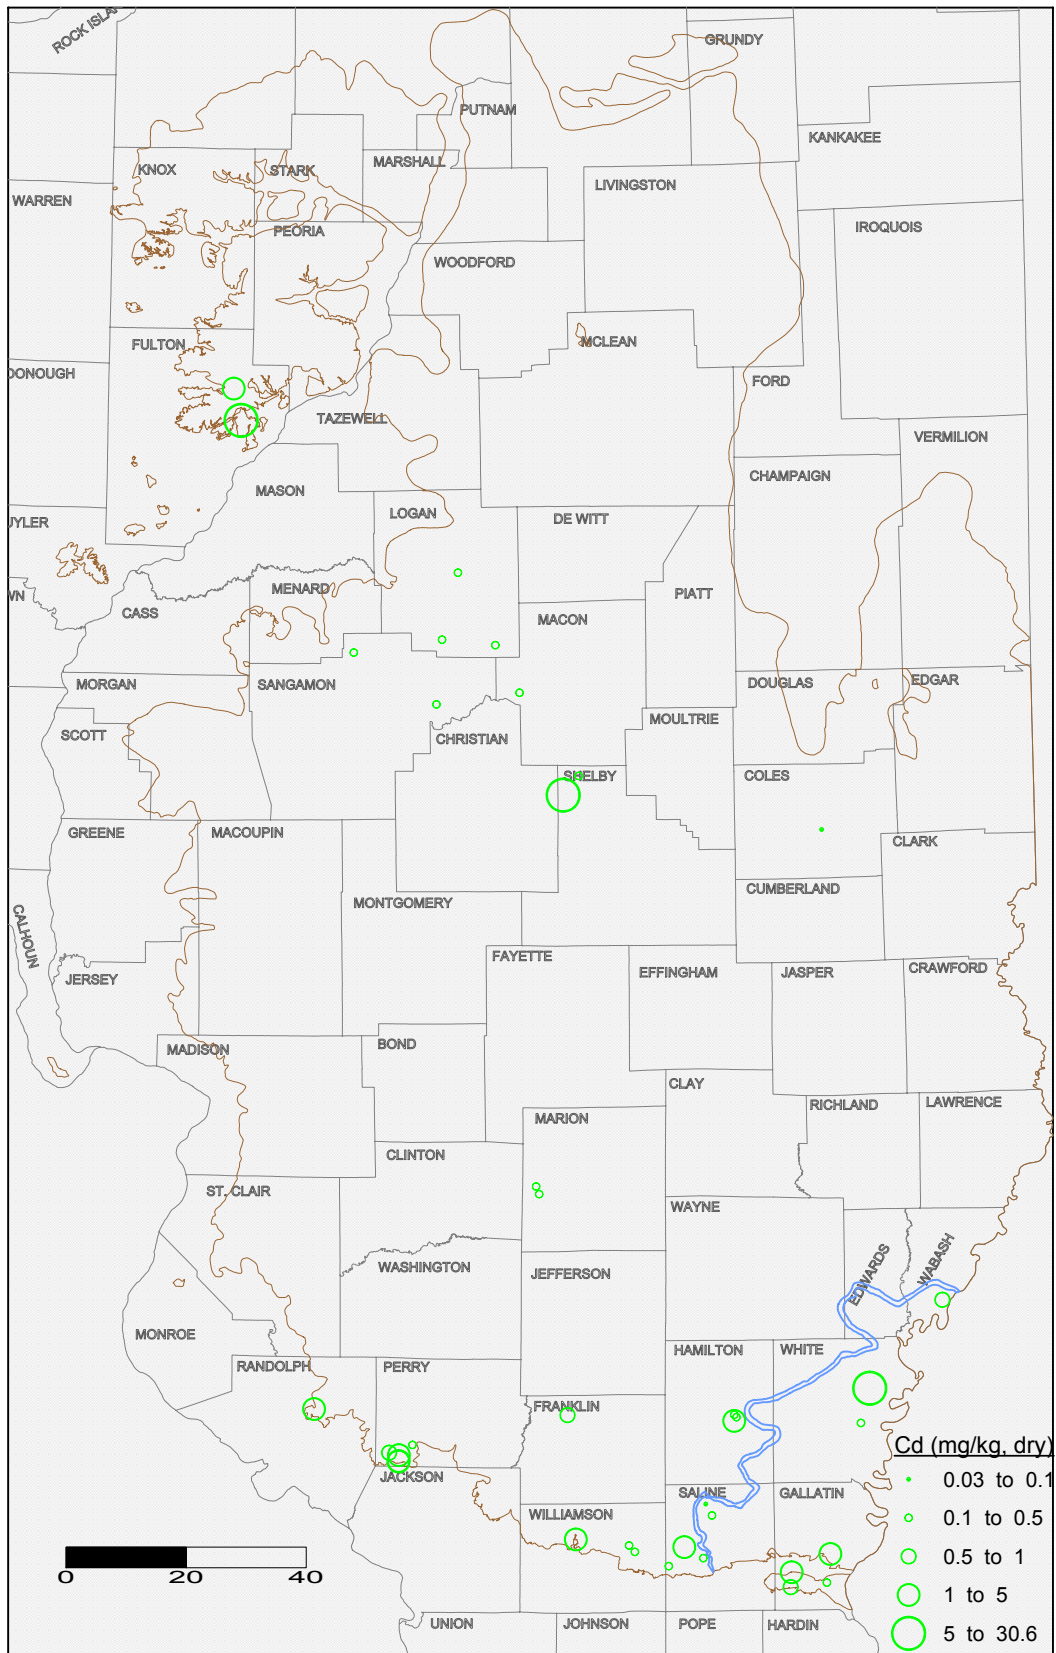 ROCK ISLA
GRUNDY
PUTNAM
KANKAKEE
KNOX
STARK
MARSHALL
WARREN
LIVINGSTON
PEORIA
IROQUOIS
WOODFORD
FULTON
MCLEAN
DONOUGH
FORD
TAZEWELL
VERMILION
CHAMPAIGN
MASON
LOGAN
DE WITT
UYLER
MENARD
PIATT
WN
CASS
MACON
MORGAN
SANGAMON
DOUGLAS
EDGAR
MOULTRIE
SCOTT
CHRISTIAN
SHELBY
COLES
GREENE
MACOUPIN
CLARK
CUMBERLAND
MONTGOMERY
CALHOUN
FAYETTE
EFFINGHAM
JASPER
CRAWFORD
JERSEY
MADISON
BOND
CLAY
RICHLAND
LAWRENCE
MARION
CLINTON
ST. CLAIR
WAYNE
WASHINGTON
JEFFERSON
EDWARDS
WABASH
MONROE
HAMILTON
WHITE
RANDOLPH
PERRY
FRANKLIN
JACKSON
SALINE
GALLATIN
WILLIAMSON
UNION
JOHNSON
POPE
HARDIN
0 20 40
Cd (mg/kg, dry)
0.03 to 0.1
0.1 to 0.5
0.5 to 1
1 to 5
5 to 30.6